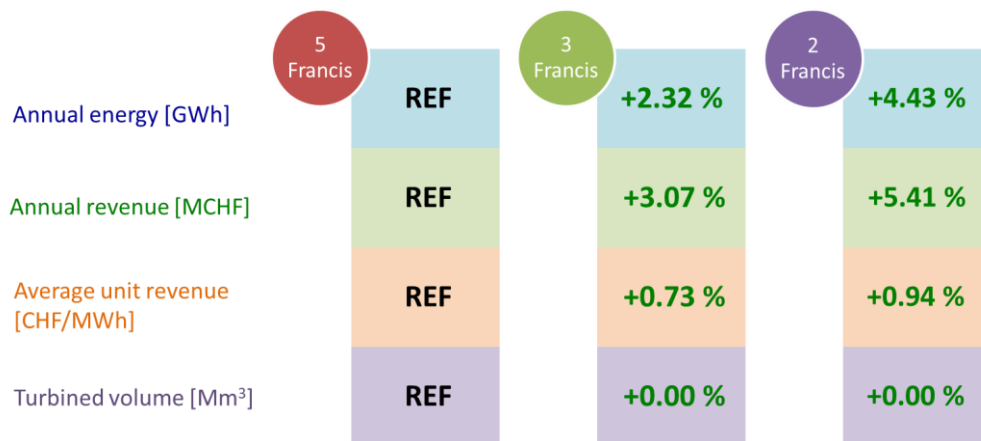 5
Francis
3
Francis
2
Francis
Annual energy [GWh]
REF
+2.32 %
+4.43 %
Annual revenue [MCHF]
REF
+3.07 %
+5.41 %
Average unit revenue
[CHF/MWh]
REF
+0.73 %
+0.94 %
Turbined volume [Mm³]
REF
+0.00 %
+0.00 %